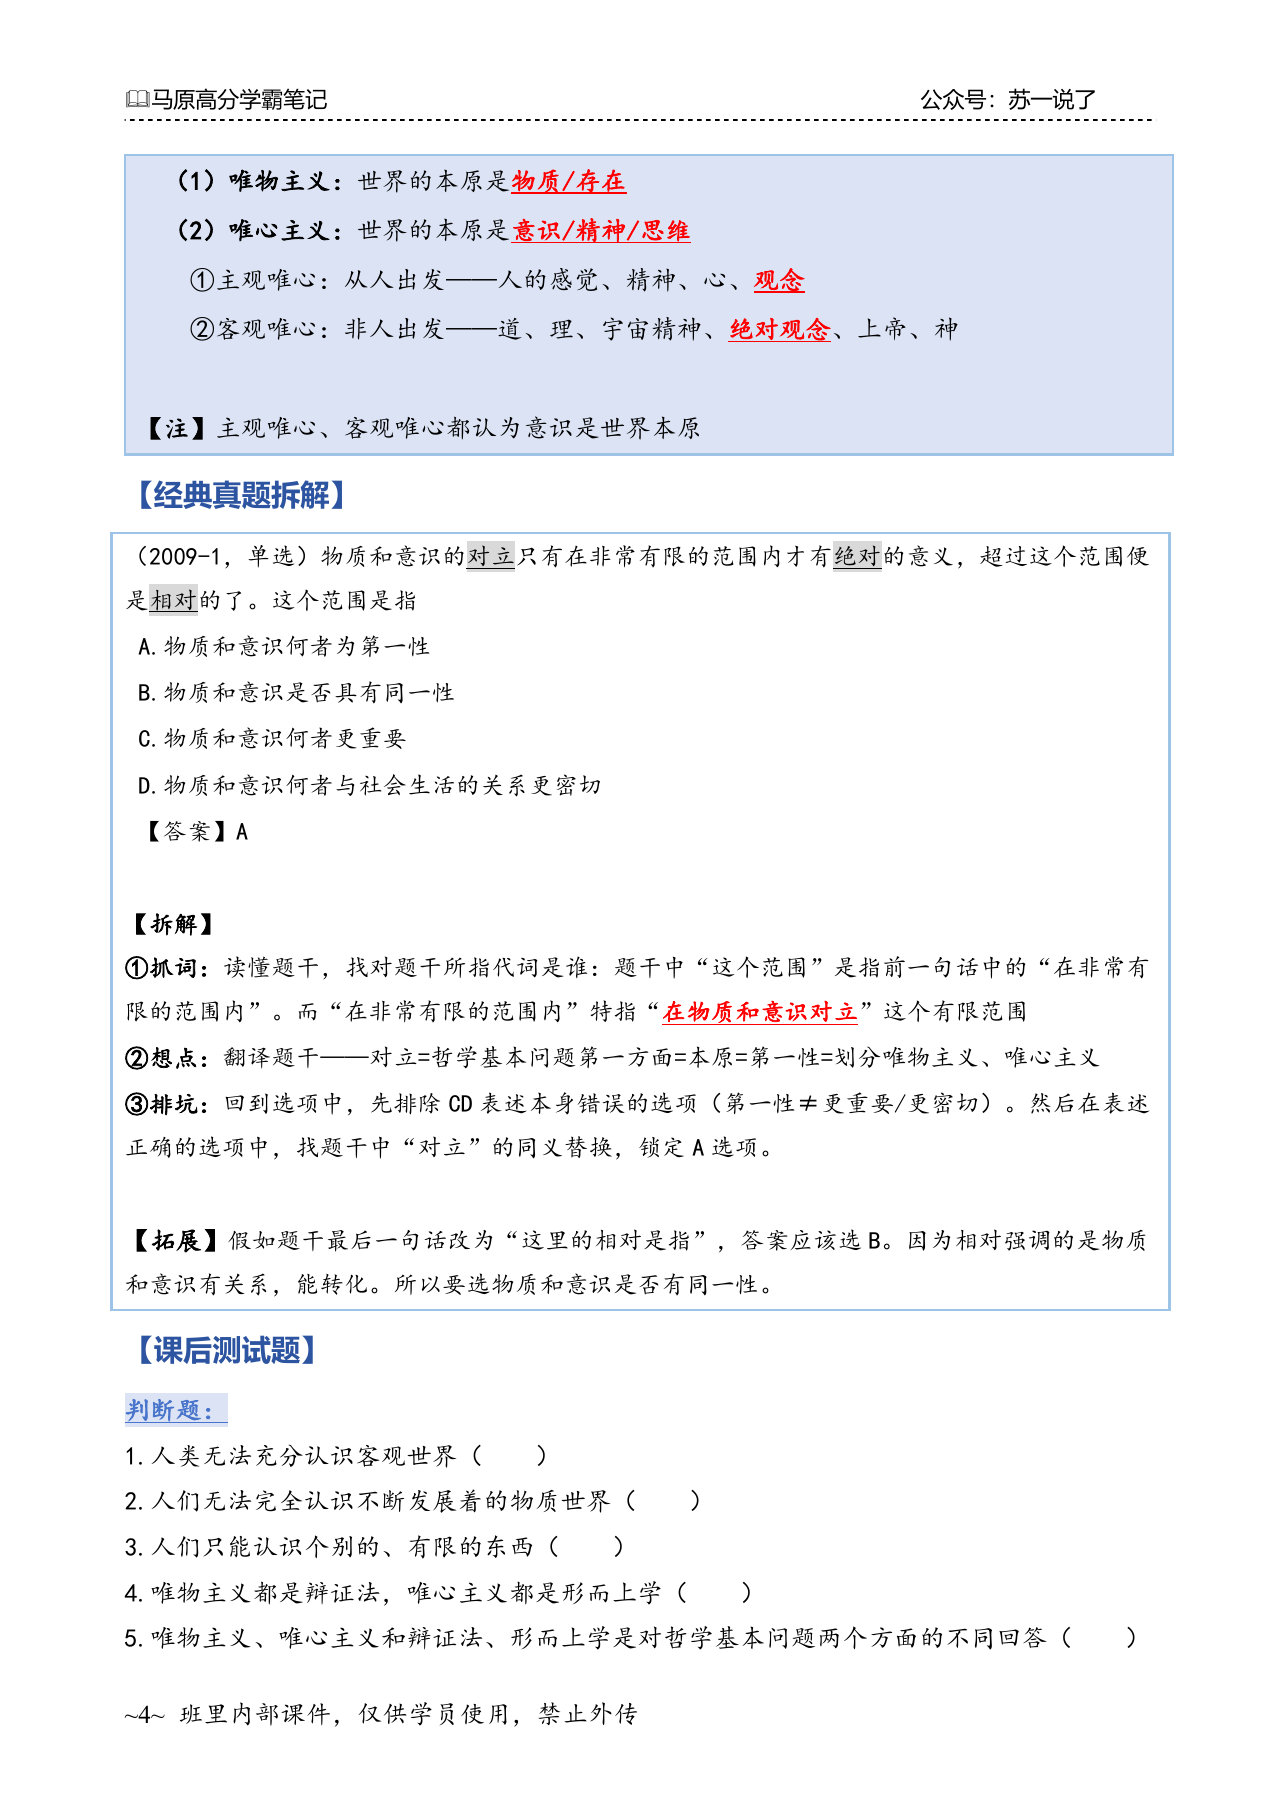 马原高分学霸笔记 公众号：苏一说了
（1）唯物主义：世界的本原是物质/存在
（2）唯心主义：世界的本原是意识/精神/思维
①主观唯心：从人出发——人的感觉、精神、心、观念
②客观唯心：非人出发——道、理、宇宙精神、绝对观念、上帝、神
【注】主观唯心、客观唯心都认为意识是世界本原
【经典真题拆解】
（2009-1，单选）物质和意识的对立只有在非常有限的范围内才有绝对的意义，超过这个范围便
是相对的了。这个范围是指
A.物质和意识何者为第一性
B.物质和意识是否具有同一性
C.物质和意识何者更重要
D.物质和意识何者与社会生活的关系更密切
【答案】A
【拆解】
①抓词：读懂题干，找对题干所指代词是谁：题干中“这个范围”是指前一句话中的“在非常有
限的范围内”。而“在非常有限的范围内”特指“在物质和意识对立”这个有限范围
②想点：翻译题干——对立=哲学基本问题第一方面=本原=第一性=划分唯物主义、唯心主义
③排坑：回到选项中，先排除 CD 表述本身错误的选项（第一性≠更重要/更密切）。然后在表述
正确的选项中，找题干中“对立”的同义替换，锁定 A 选项。
【拓展】假如题干最后一句话改为“这里的相对是指”，答案应该选 B。因为相对强调的是物质
和意识有关系，能转化。所以要选物质和意识是否有同一性。
【课后测试题】
判断题：
1.人类无法充分认识客观世界（　　）
2.人们无法完全认识不断发展着的物质世界（　　）
3.人们只能认识个别的、有限的东西（　　）
4.唯物主义都是辩证法，唯心主义都是形而上学（　　）
5.唯物主义、唯心主义和辩证法、形而上学是对哲学基本问题两个方面的不同回答（　　）
~4~ 班里内部课件，仅供学员使用，禁止外传